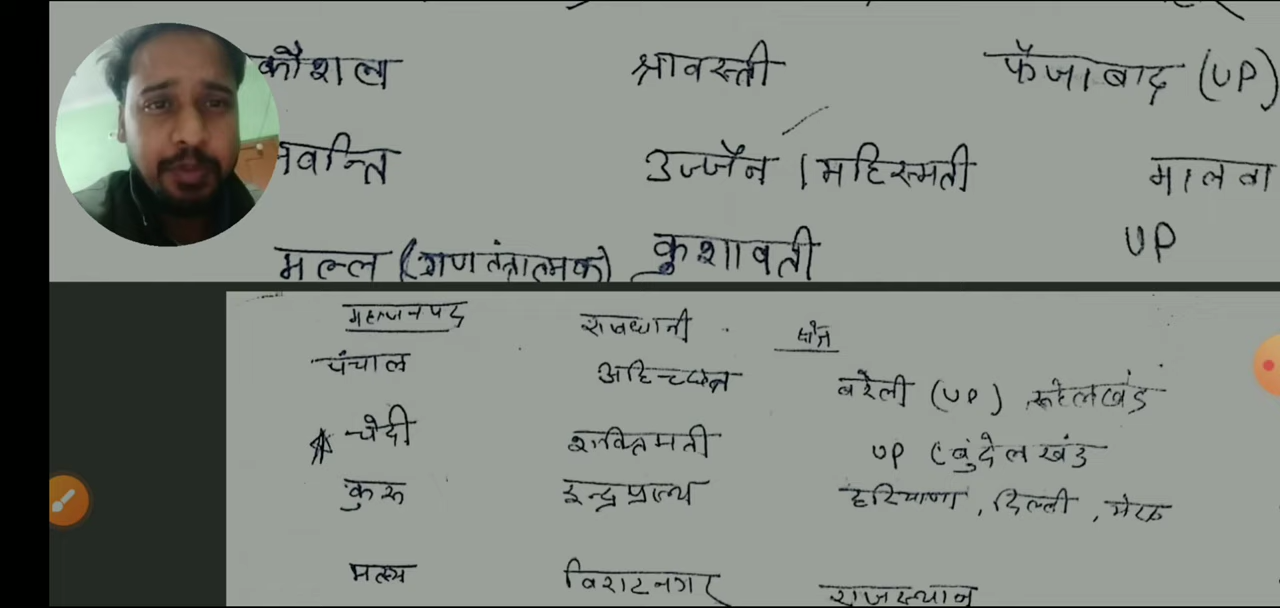 कौशल श्रावस्ती फैजाबाद (UP)
वन्ति उज्जैन / महिस्मती मालवा
मल्ल (गणतंत्रात्मक) कुशावती UP
महाजनपद राजधानी क्षेत्र
पंचाल अहिच्छत्र बरेली (UP) रूहेलखंड
चेदी शक्तिमती UP (बुंदेलखंड
कुरु इन्द्रप्रस्थ हरियाणा, दिल्ली, मेरठ
मत्स्य विराटनगर राजस्थान